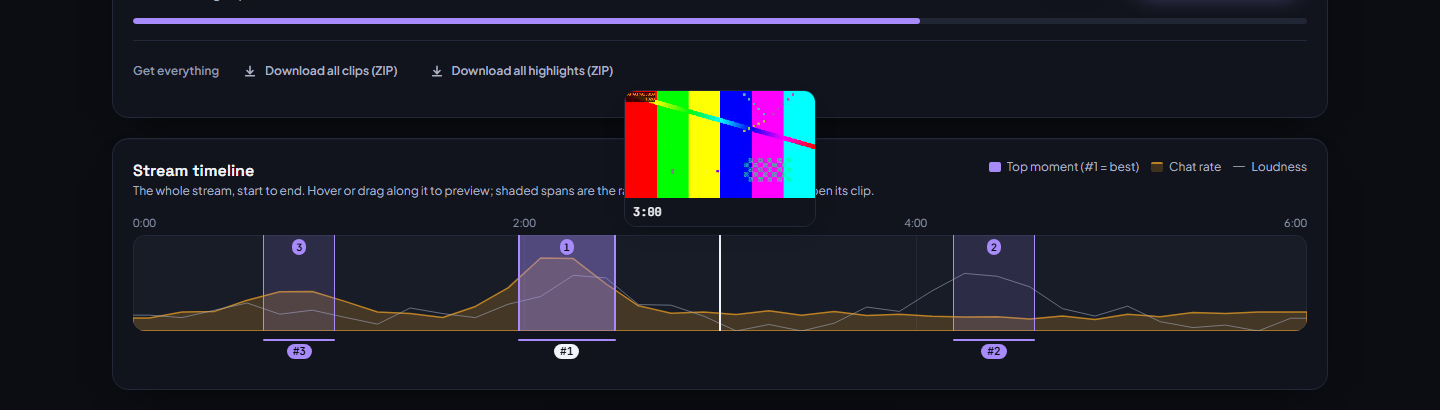 Get everything Download all clips (ZIP) Download all highlights (ZIP)
Stream timeline
Top moment (#1 = best) Chat rate Loudness
The whole stream, start to end. Hover or drag along it to preview; shaded spans are the
its clip.
3:00
0:00 2:00 4:00 6:00
3 1 2
#3 #1 #2